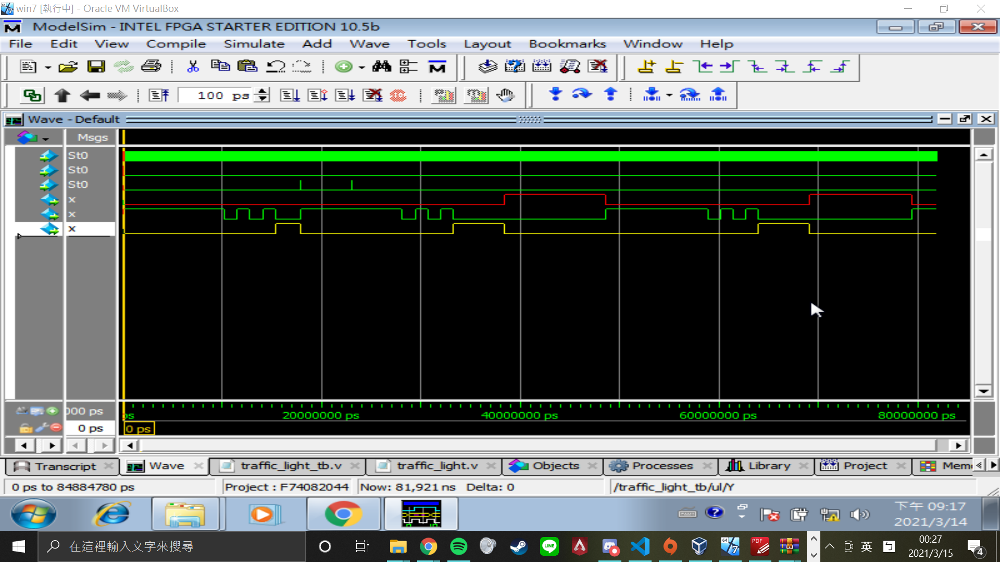 win7 [執行中] - Oracle VM VirtualBox
ModelSim - INTEL FPGA STARTER EDITION 10.5b
File Edit View Compile Simulate Add Wave Tools Layout Bookmarks Window Help
100 ps
Wave - Default
Msgs
St0
St0
St0
x
x
x
000 ps
ps 20000000 ps 40000000 ps 60000000 ps 80000000 ps
0 ps
0 ps
Transcript Wave traffic_light_tb.v traffic_light.v Objects Processes Library Project Mem
0 ps to 84884780 ps Project : F74082044 Now: 81,921 ns Delta: 0 /traffic_light_tb/ul/Y
下午 09:17
2021/3/14
在這裡輸入文字來搜尋
LINE
64
7
PDF
英
00:27
2021/3/15
4